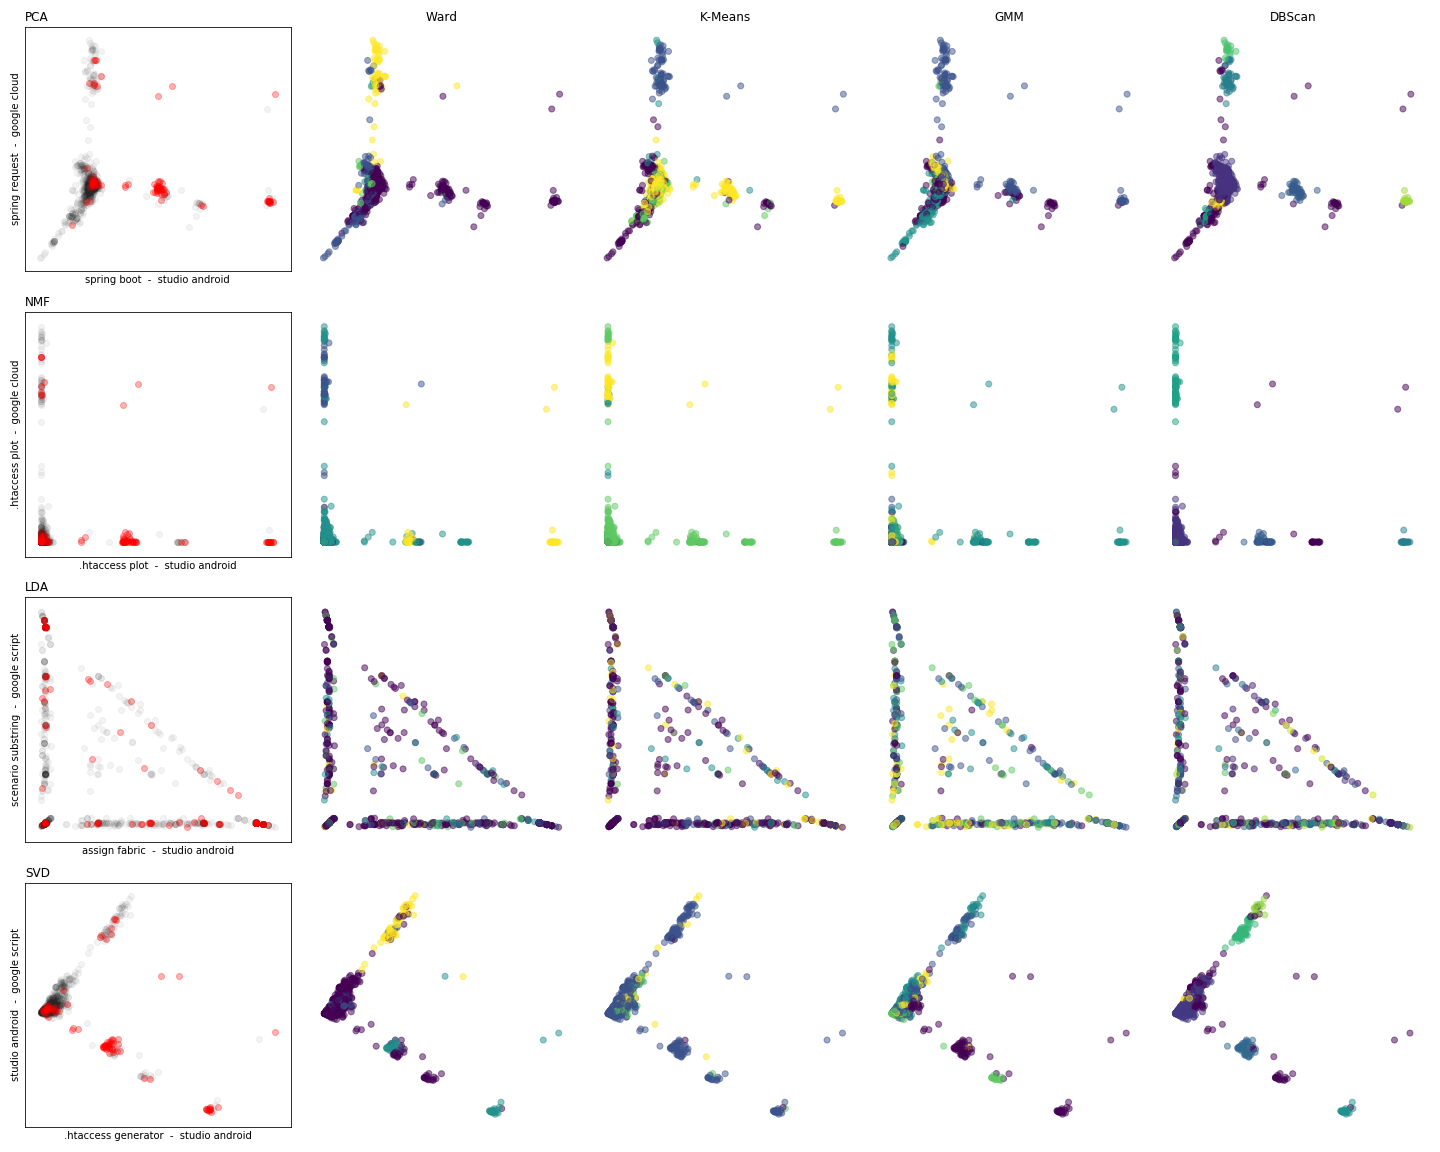 PCA
Ward
K-Means
GMM
DBScan
spring request - google cloud
spring boot - studio android
NMF
.htaccess plot - google cloud
.htaccess plot - studio android
LDA
scenario substring - google script
assign fabric - studio android
SVD
studio android - google script
.htaccess generator - studio android